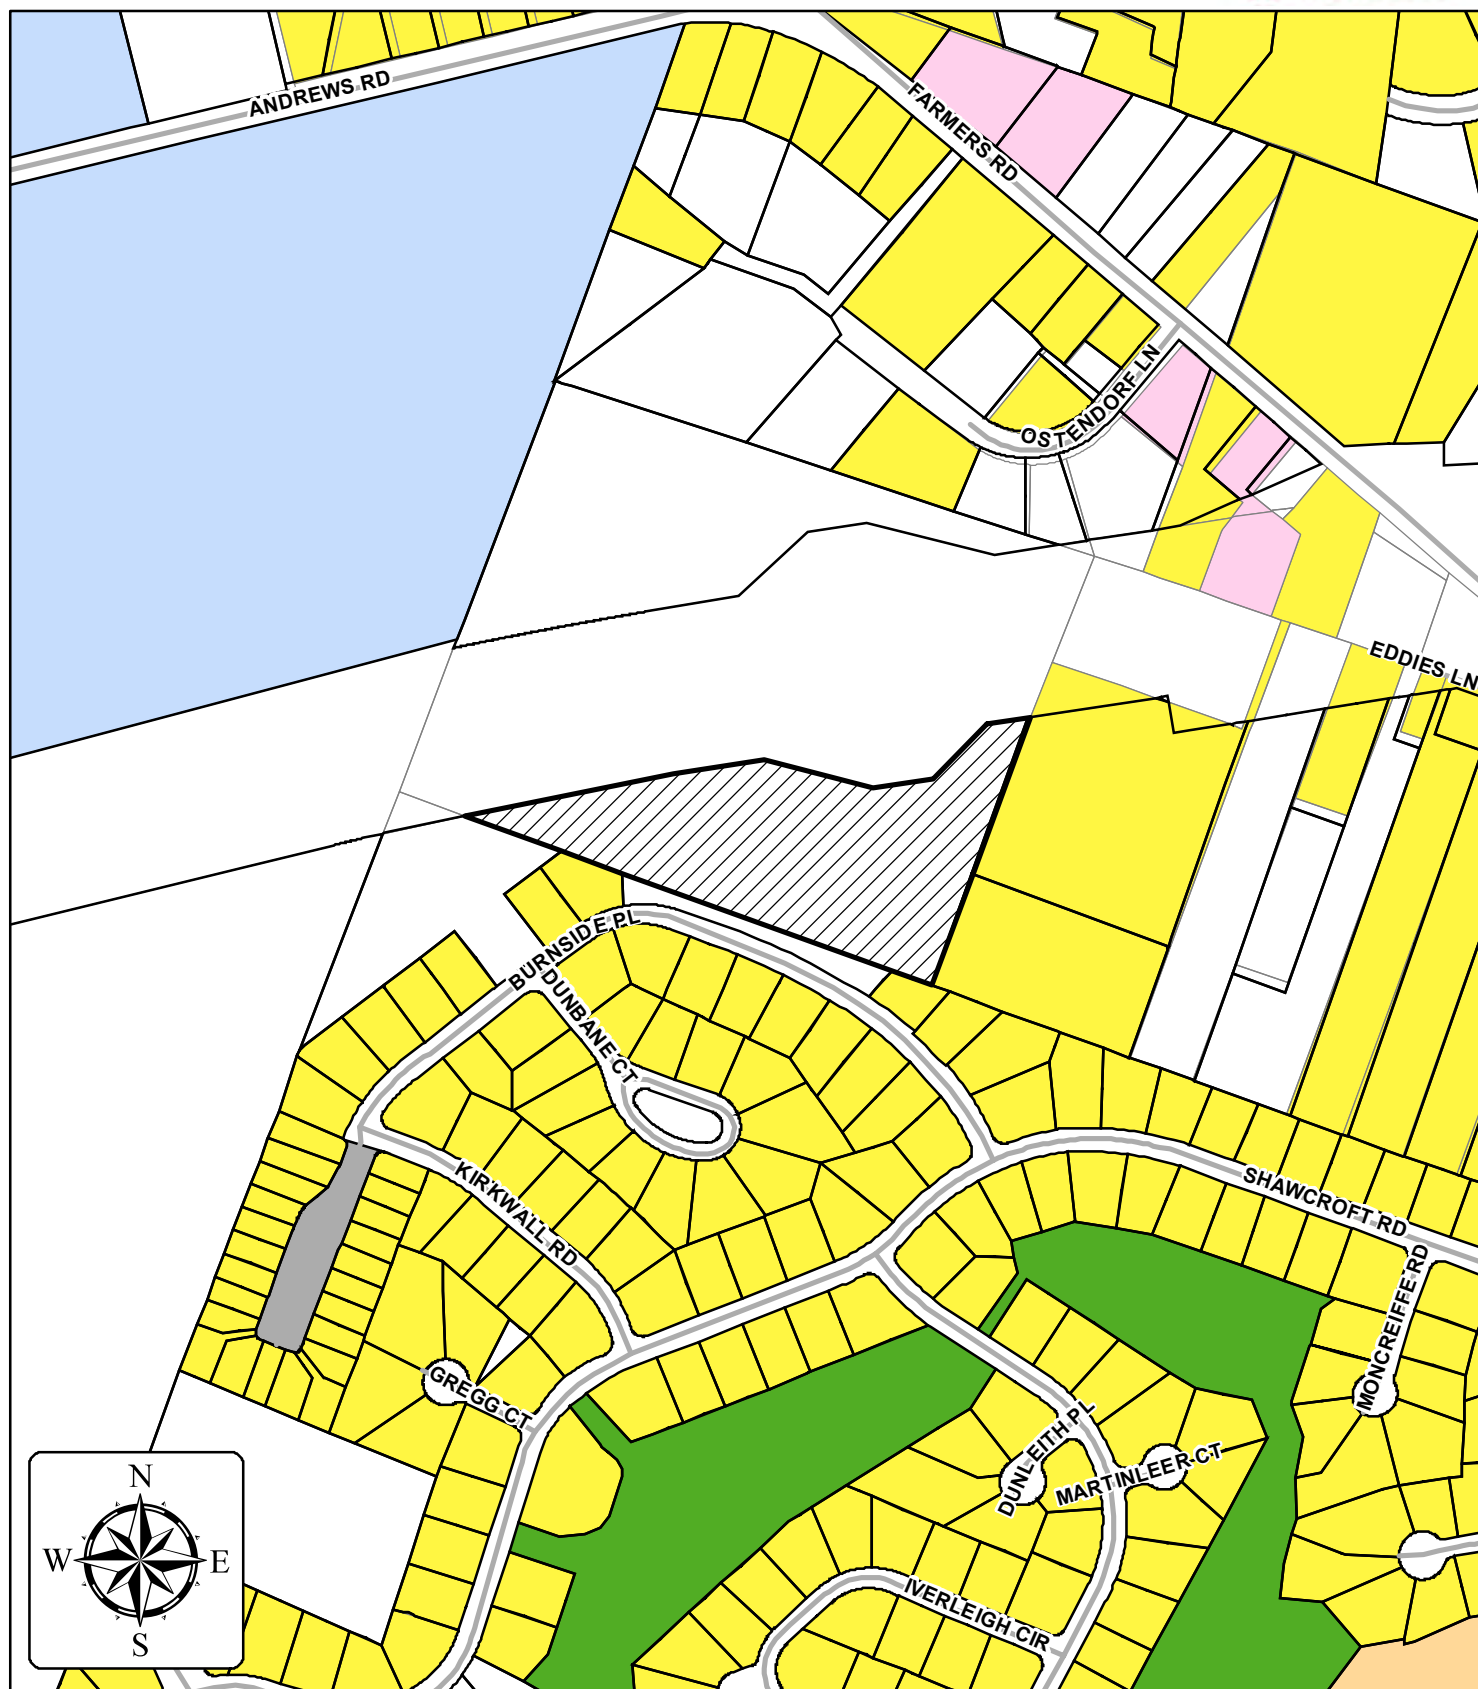 ANDREWS RD
FARMERS RD
OSTENDORF LN
EDDIES LN
BURNSIDE PL
DUNBANE CT
KIRKWALL RD
SHAWCROFT RD
MONCREIFFE RD
GREGG CT
DUNLEITH PL
MARTINLEER CT
IVERLEIGH CIR
N
W E
S